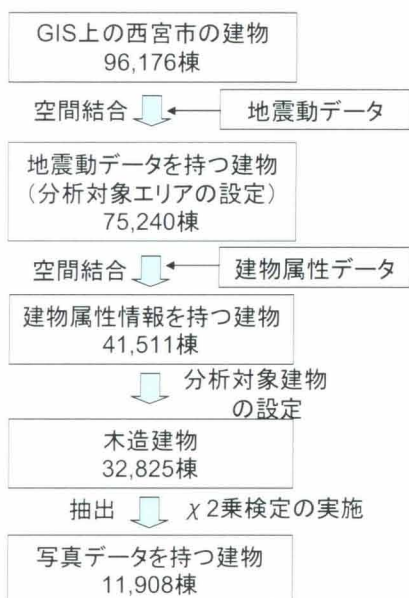 GIS上の西宮市の建物
96,176棟
空間結合
地震動データ
地震動データを持つ建物
（分析対象エリアの設定）
75,240棟
空間結合
建物属性データ
建物属性情報を持つ建物
41,511棟
分析対象建物
の設定
木造建物
32,825棟
抽出 χ2乗検定の実施
写真データを持つ建物
11,908棟